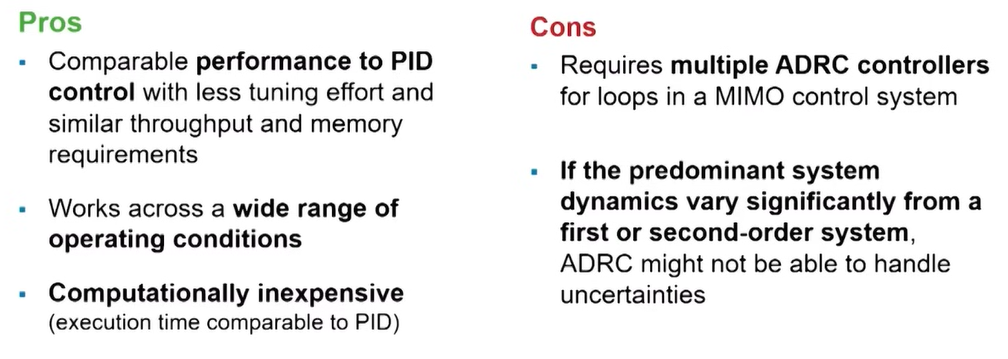 Pros
▪ Comparable performance to PID
control with less tuning effort and
similar throughput and memory
requirements
▪ Works across a wide range of
operating conditions
▪ Computationally inexpensive
(execution time comparable to PID)
Cons
▪ Requires multiple ADRC controllers
for loops in a MIMO control system
▪ If the predominant system
dynamics vary significantly from a
first or second-order system,
ADRC might not be able to handle
uncertainties